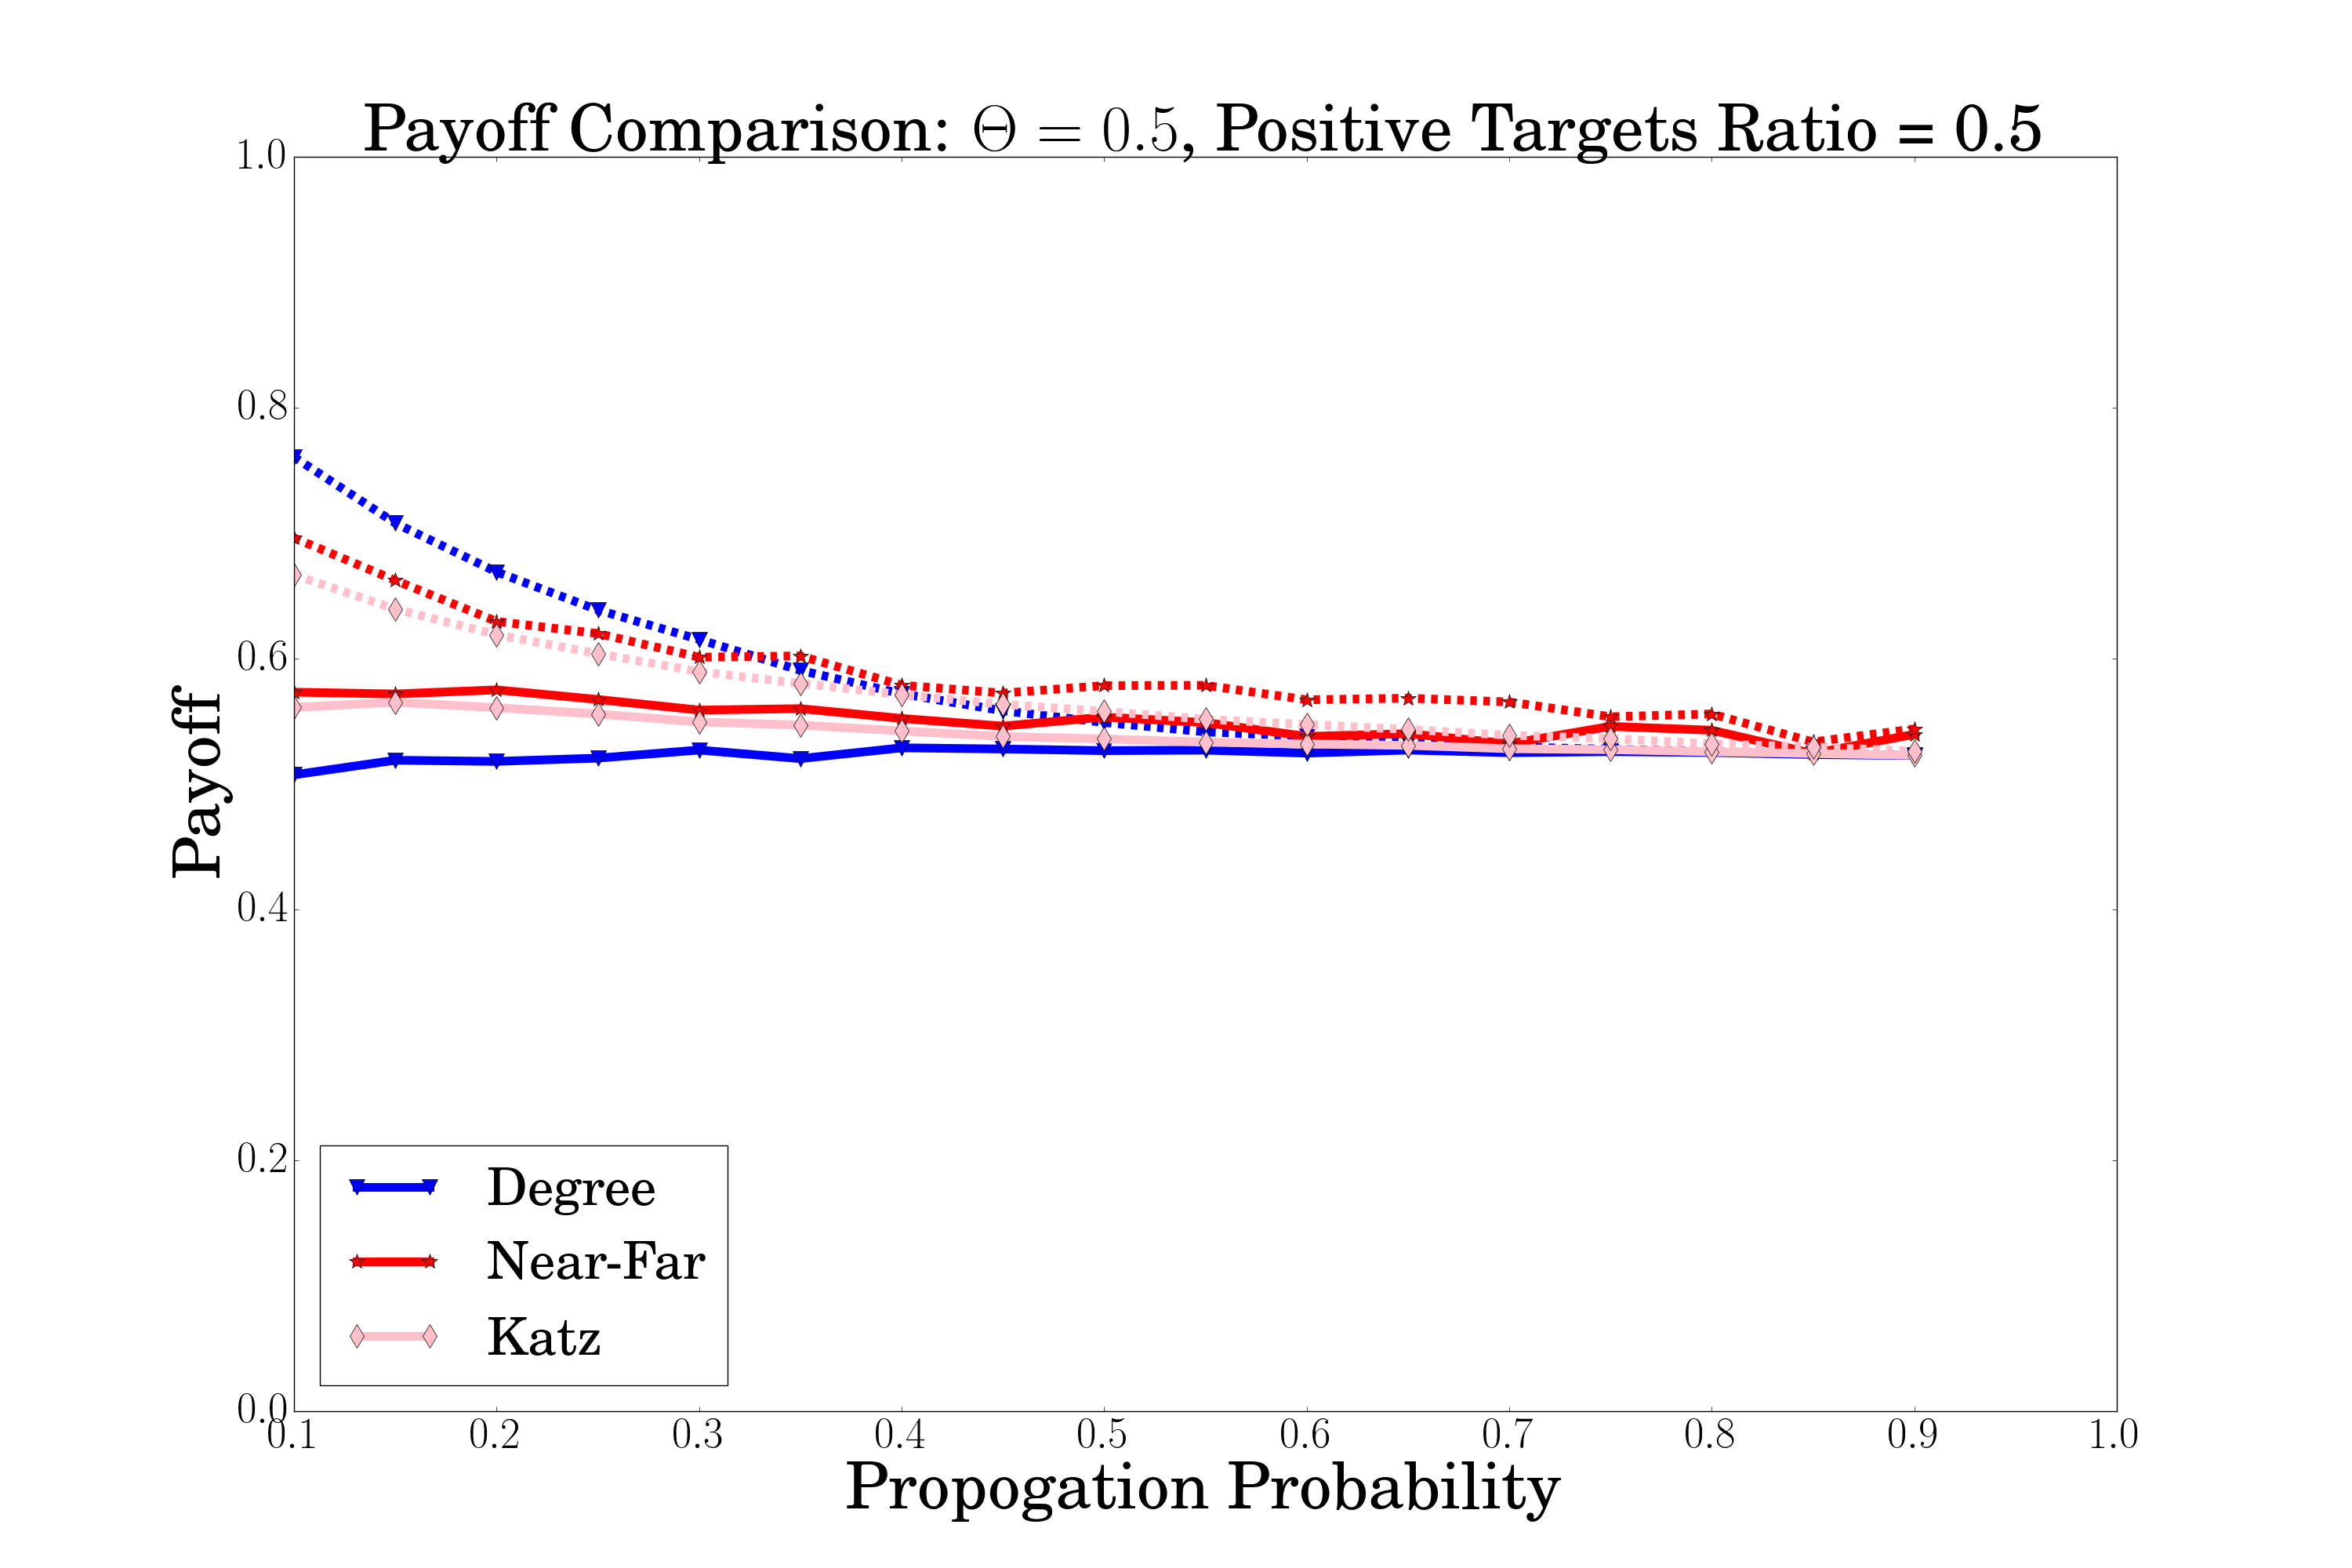 Payoff Comparison: Θ = 0.5, Positive Targets Ratio = 0.5
1.0
0.8
0.6
0.4
0.2
0.0
Payoff
Degree
Near-Far
Katz
0.1 0.2 0.3 0.4 0.5 0.6 0.7 0.8 0.9 1.0
Propogation Probability